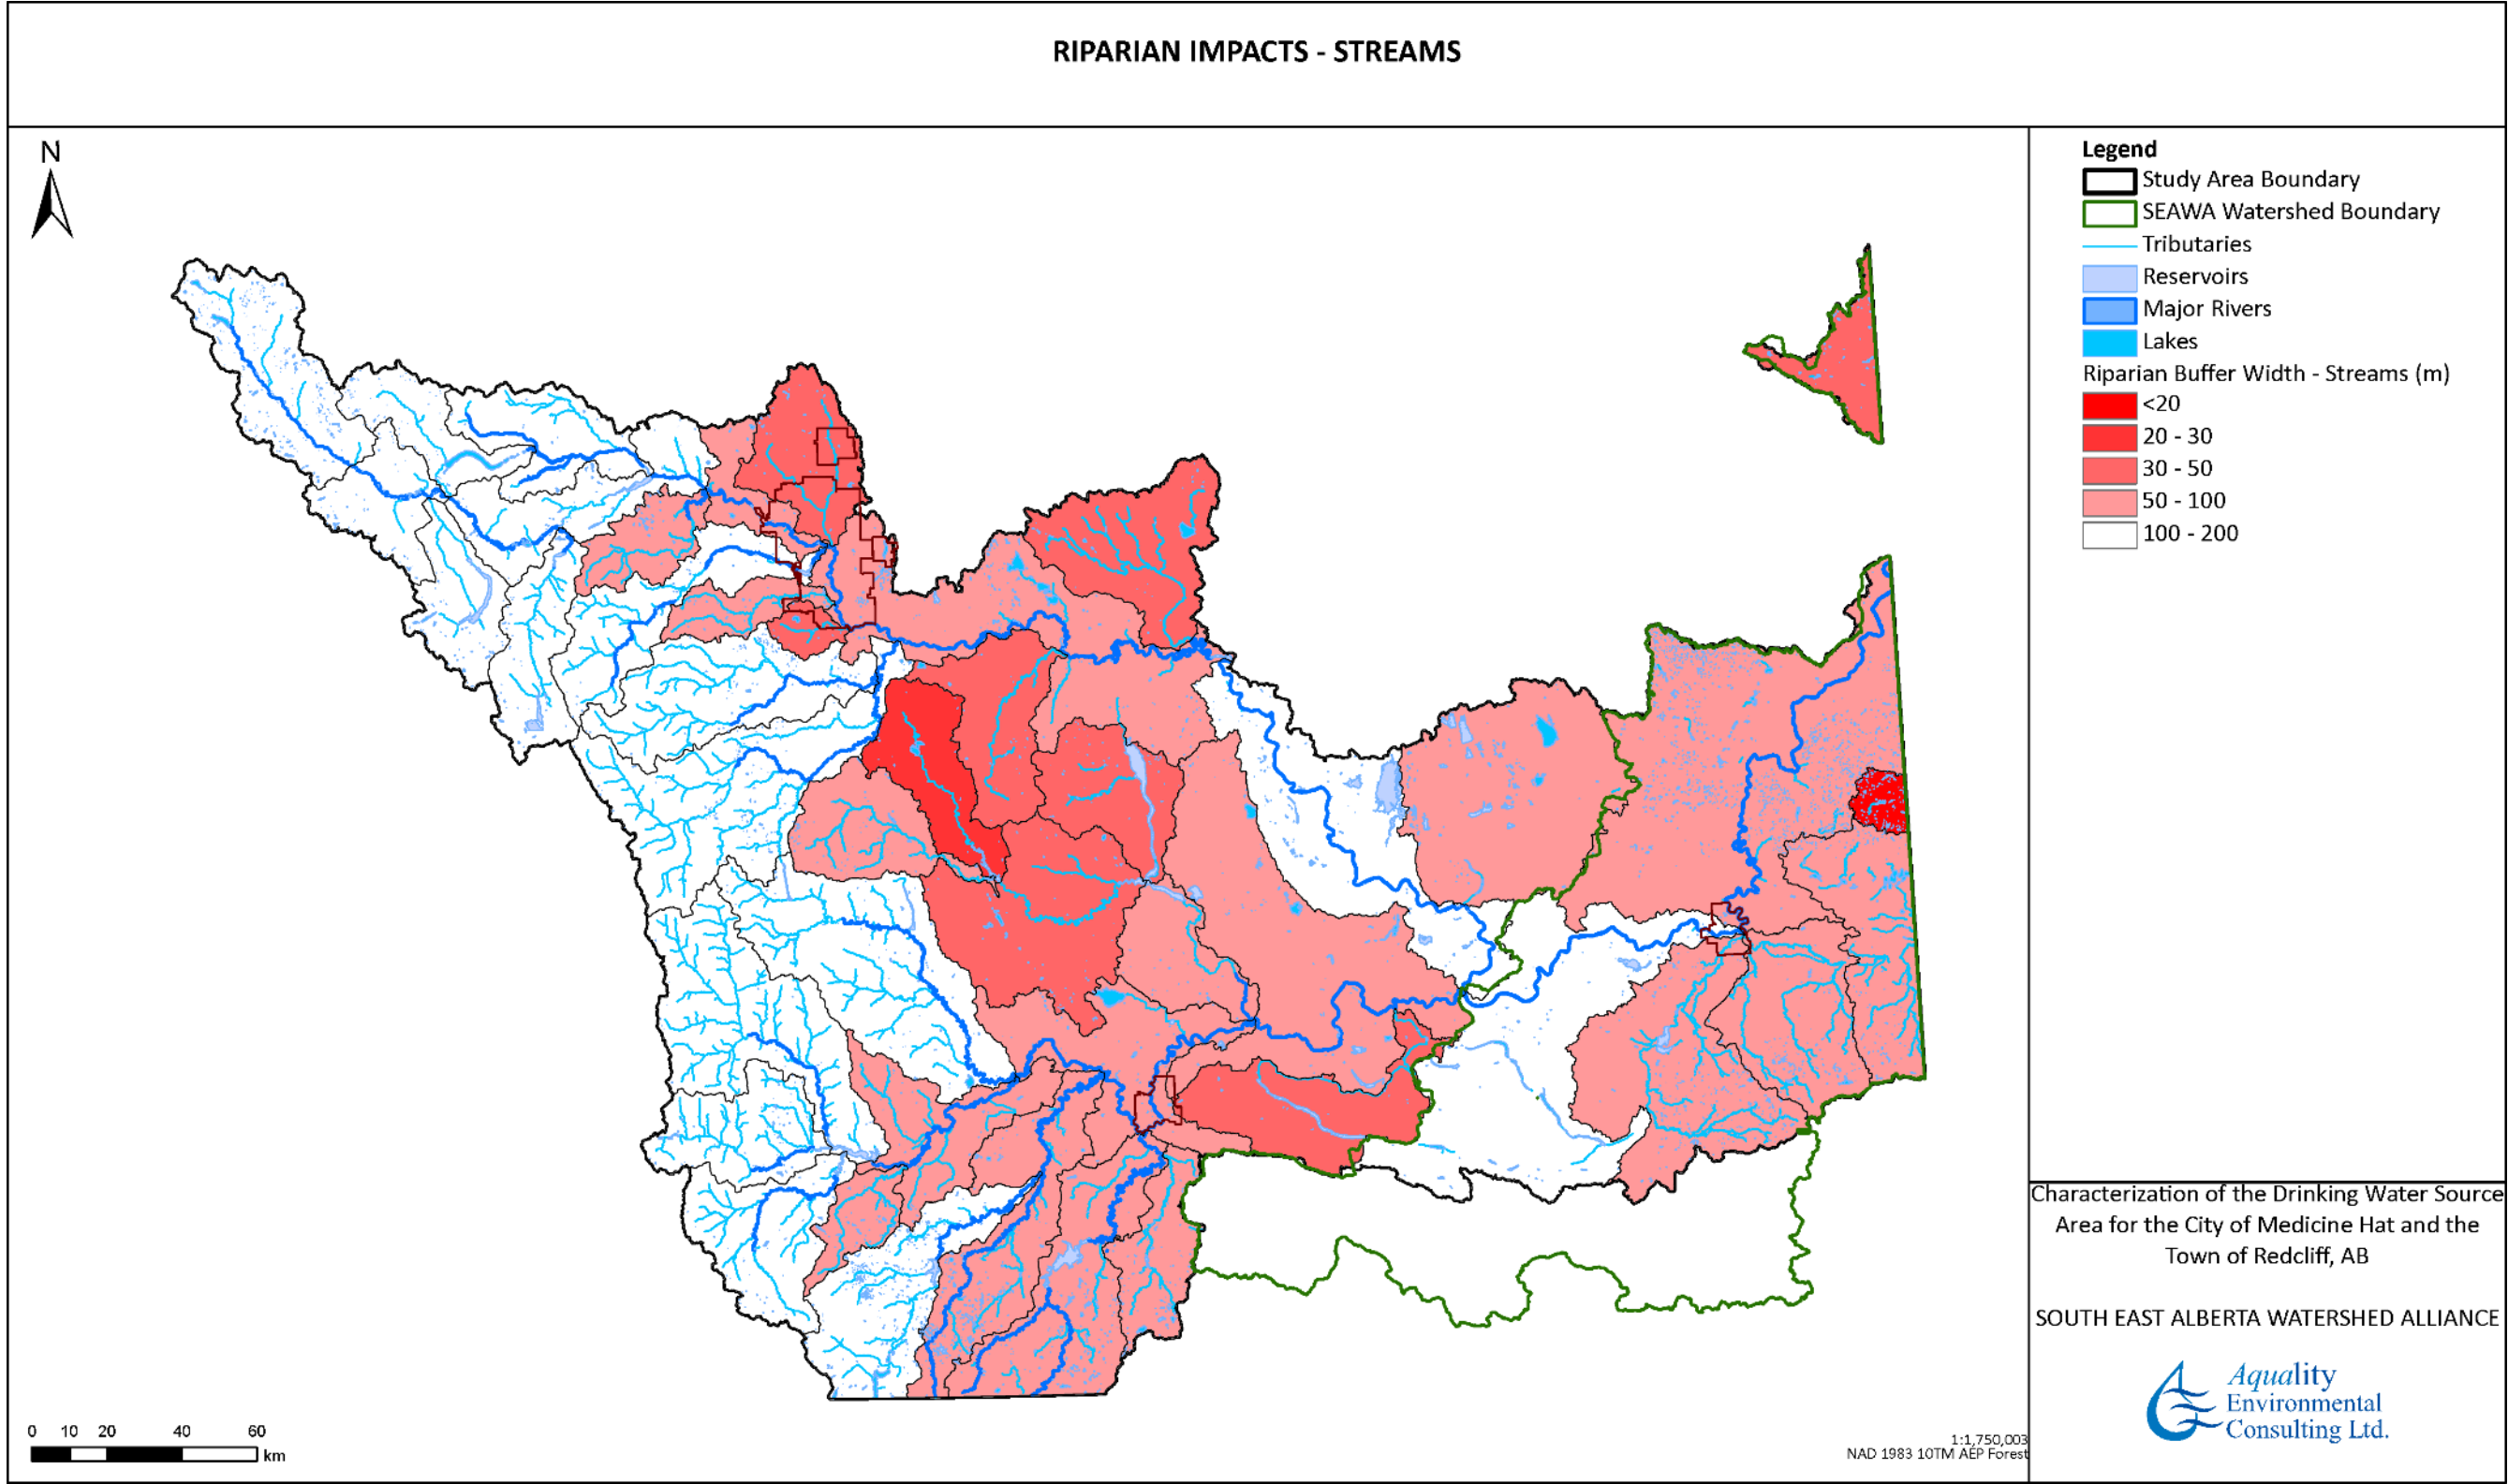 RIPARIAN IMPACTS - STREAMS
N
Legend
Study Area Boundary
SEAWA Watershed Boundary
Tributaries
Reservoirs
Major Rivers
Lakes
Riparian Buffer Width - Streams (m)
<20
20 - 30
30 - 50
50 - 100
100 - 200
0 10 20 40 60
km
1:1,750,003
NAD 1983 10TM AEP Forest
Characterization of the Drinking Water Source
Area for the City of Medicine Hat and the
Town of Redcliff, AB
SOUTH EAST ALBERTA WATERSHED ALLIANCE
Aquality
Environmental
Consulting Ltd.